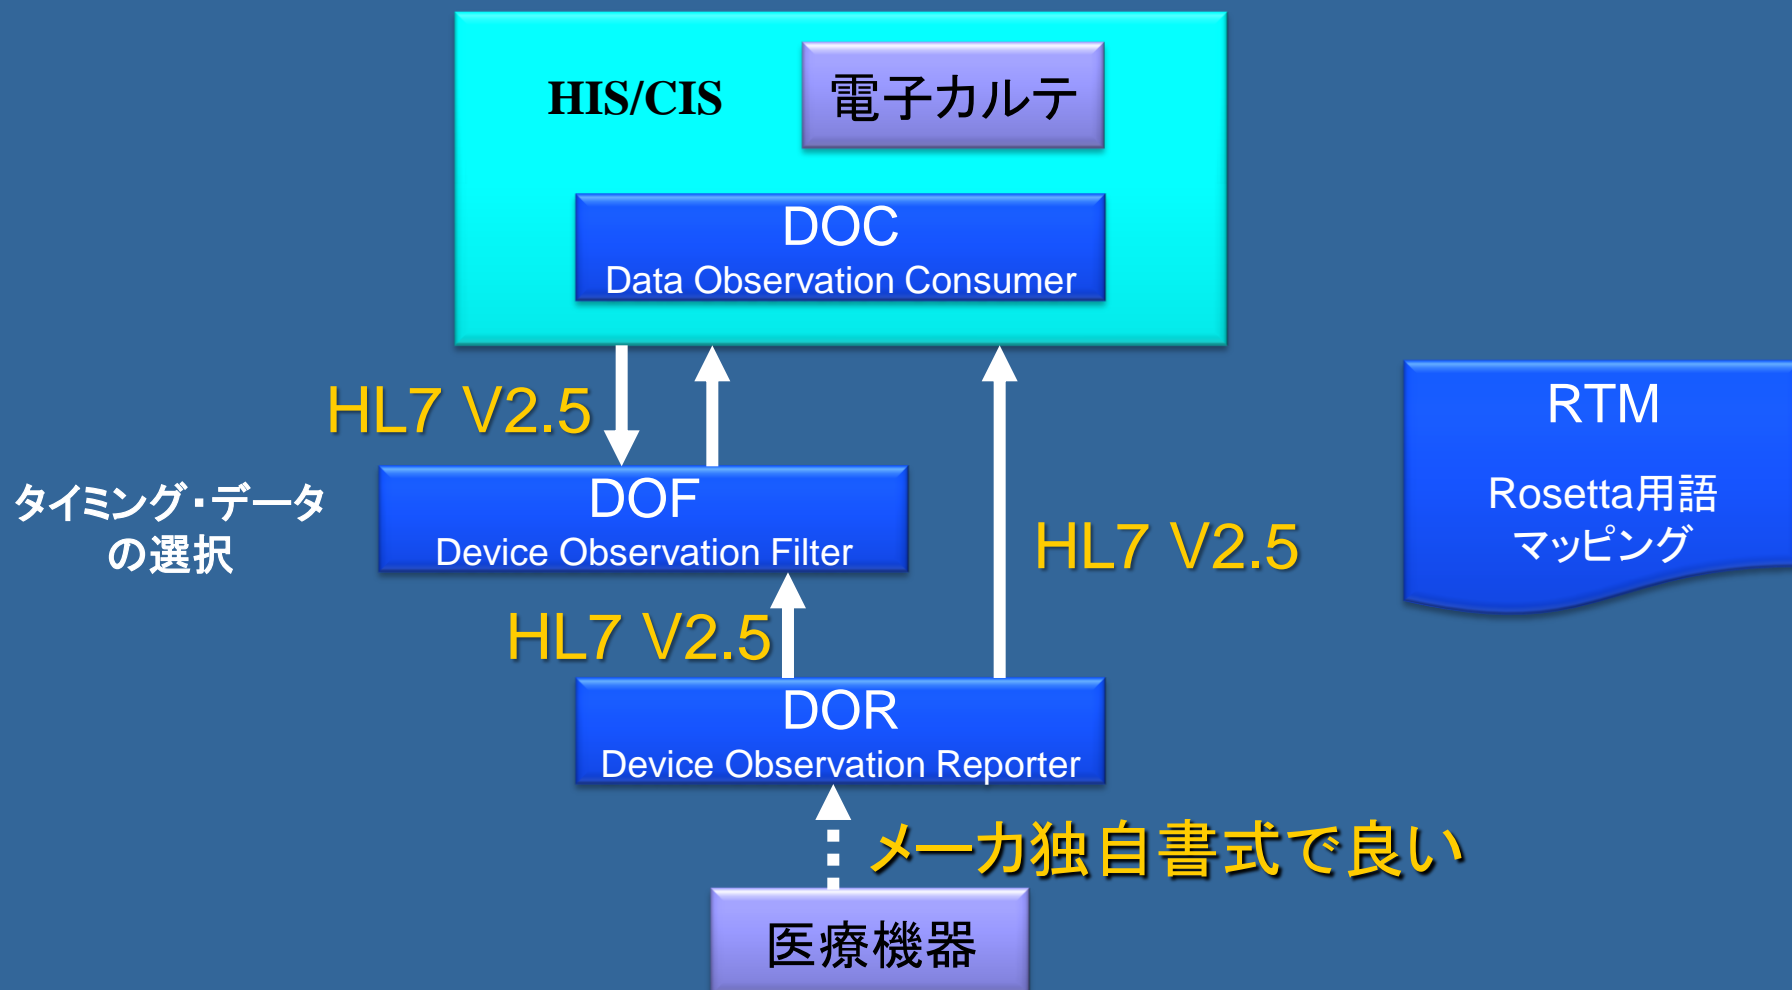 HIS/CIS
電子カルテ
DOC
Data Observation Consumer
HL7 V2.5
RTM
Rosetta用語
マッピング
タイミング・データ
の選択
DOF
Device Observation Filter
HL7 V2.5
HL7 V2.5
DOR
Device Observation Reporter
メーカ独自書式で良い
医療機器